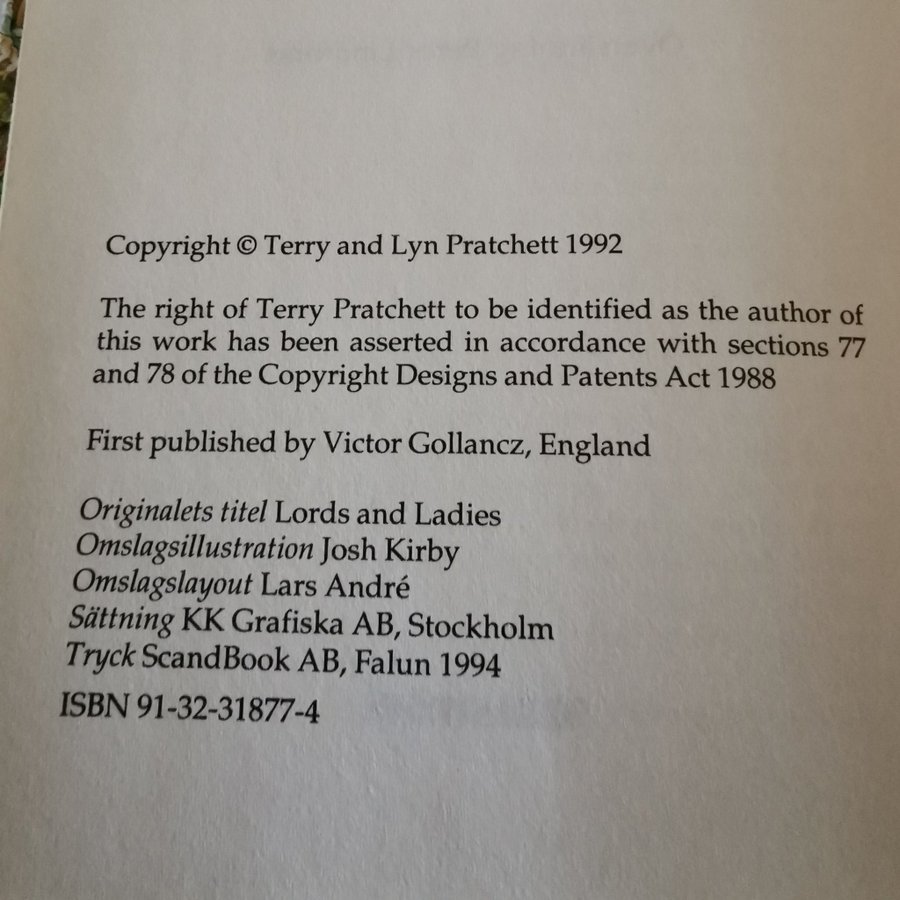 Copyright © Terry and Lyn Pratchett 1992
The right of Terry Pratchett to be identified as the author of
this work has been asserted in accordance with sections 77
and 78 of the Copyright Designs and Patents Act 1988
First published by Victor Gollancz, England
Originalets titel Lords and Ladies
Omslagsillustration Josh Kirby
Omslagslayout Lars André
Sättning KK Grafiska AB, Stockholm
Tryck ScandBook AB, Falun 1994
ISBN 91-32-31877-4